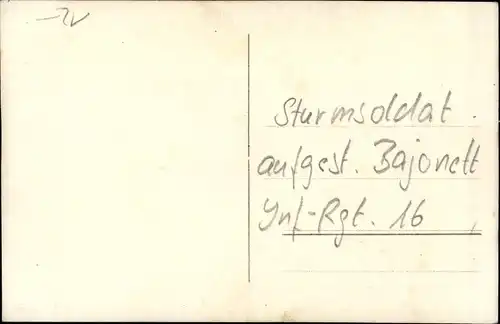 Sturmsoldat.
aufgest. Bajonett
Inf-Rgt. 16,